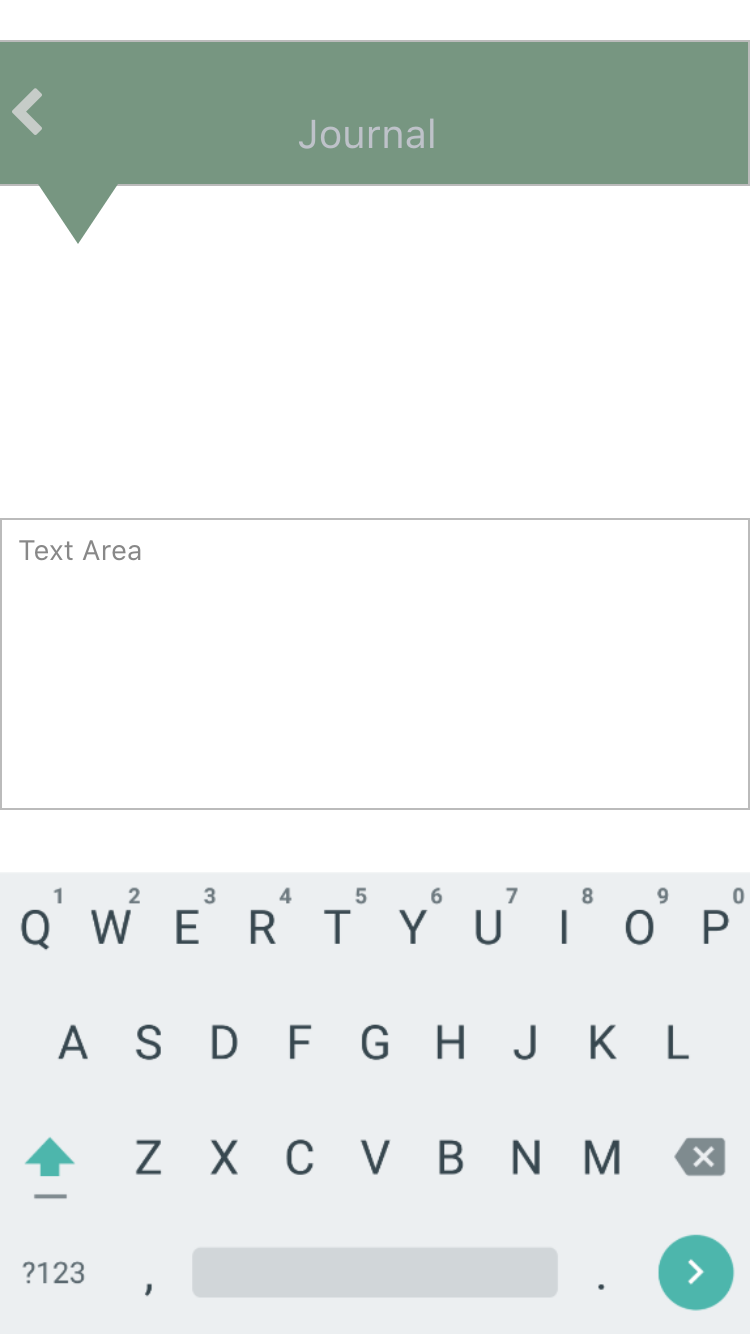 Journal
Text Area
1 2 3 4 5 6 7 8 9 0
Q W E R T Y U I O P
A S D F G H J K L
Z X C V B N M
?123 , .